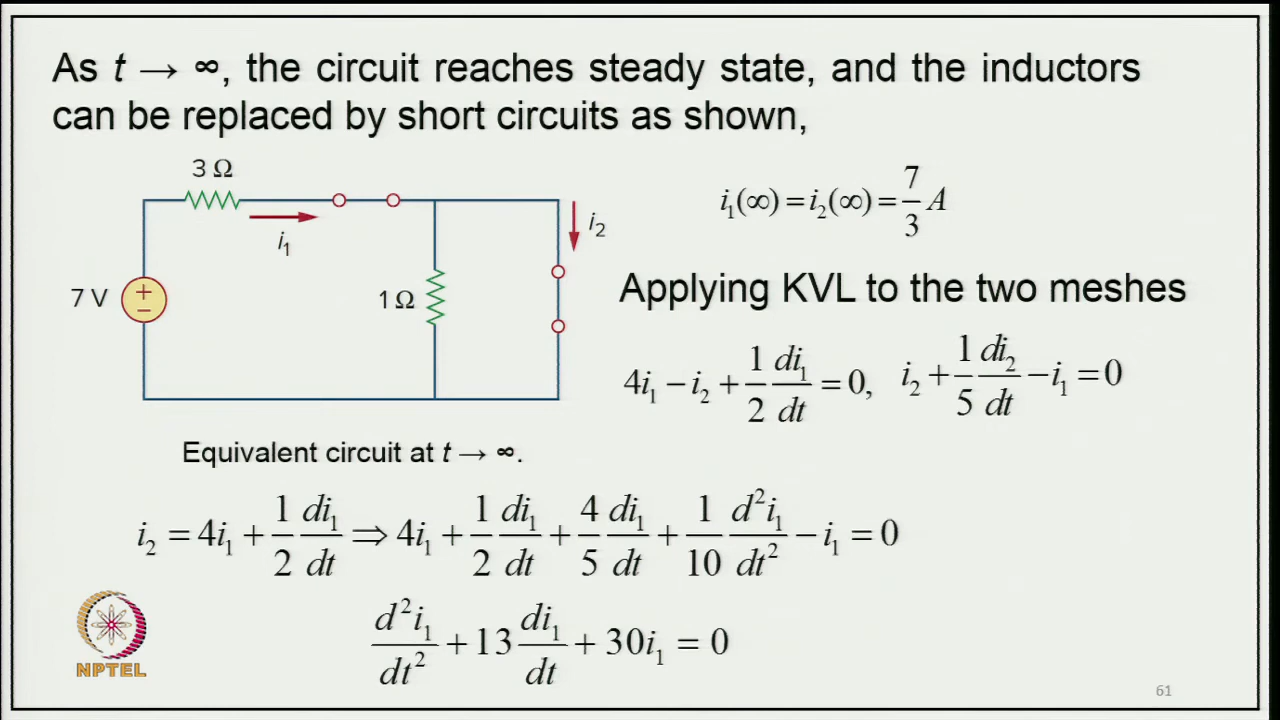 As t → ∞, the circuit reaches steady state, and the inductors
can be replaced by short circuits as shown,
3 Ω
i₁
7 V
+
−
1 Ω
i₂
i₁(∞) = i₂(∞) = 7/3 A
Applying KVL to the two meshes
4i₁ − i₂ + 1/2 di₁/dt = 0, i₂ + 1/5 di₂/dt − i₁ = 0
Equivalent circuit at t → ∞.
i₂ = 4i₁ + 1/2 di₁/dt ⇒ 4i₁ + 1/2 di₁/dt + 4/5 di₁/dt + 1/10 d²i₁/dt² − i₁ = 0
d²i₁/dt² + 13 di₁/dt + 30i₁ = 0
NPTEL
61